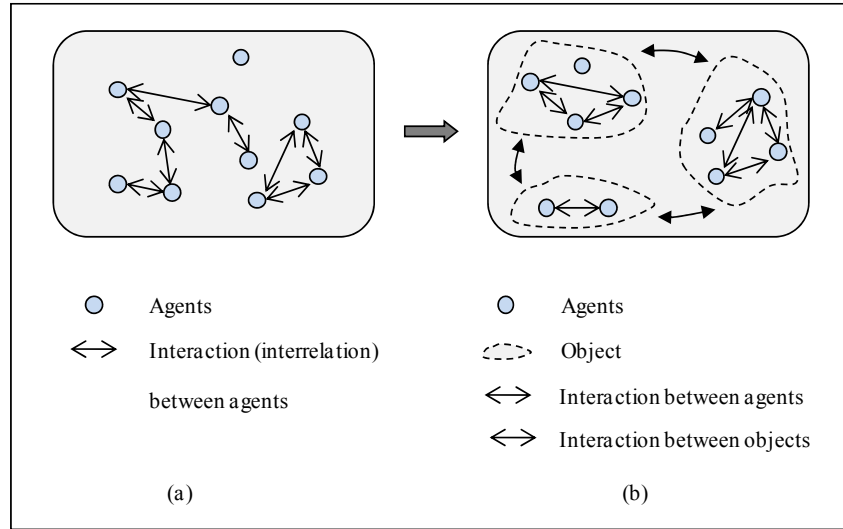 Agents
Interaction (interrelation)
between agents
(a)
Agents
Object
Interaction between agents
Interaction between objects
(b)